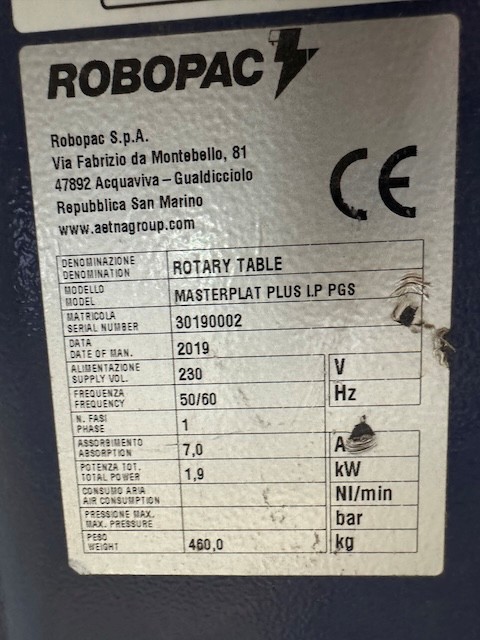 ROBOPAC
Robopac S.p.A.
Via Fabrizio da Montebello, 81
47892 Acquaviva – Gualdicciolo
Repubblica San Marino
www.aetnagroup.com
CE
DENOMINAZIONE
DENOMINATION
ROTARY TABLE
MODELLO
MODEL
MASTERPLAT PLUS I.P PGS
MATRICOLA
SERIAL NUMBER
30190002
DATA
DATE OF MAN.
2019
ALIMENTAZIONE
SUPPLY VOL.
230 V
FREQUENZA
FREQUENCY
50/60 Hz
N. FASI
PHASE
1
ASSORBIMENTO
ABSORPTION
7,0 A
POTENZA TOT.
TOTAL POWER
1,9 kW
CONSUMO ARIA
AIR CONSUMPTION
Nl/min
PRESSIONE MAX.
MAX. PRESSURE
bar
PESO
WEIGHT
460,0 kg